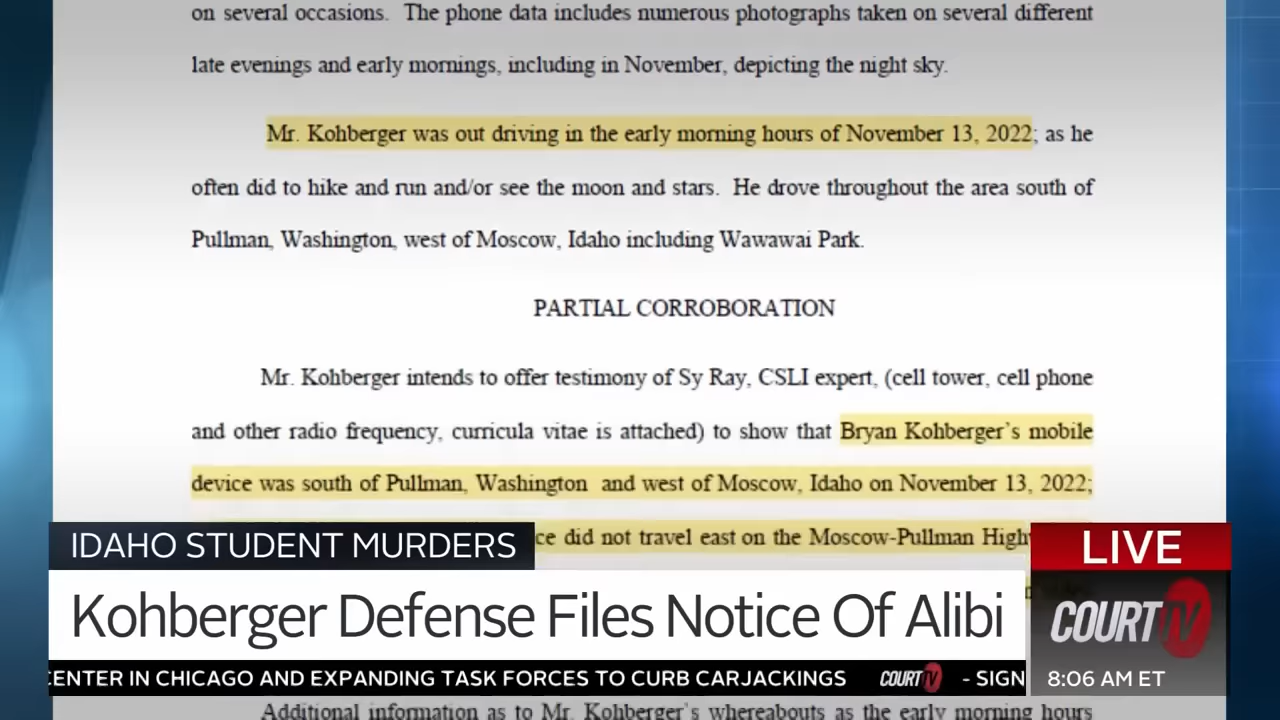 on several occasions. The phone data includes numerous photographs taken on several different
late evenings and early mornings, including in November, depicting the night sky.
Mr. Kohberger was out driving in the early morning hours of November 13, 2022; as he
often did to hike and run and/or see the moon and stars. He drove throughout the area south of
Pullman, Washington, west of Moscow, Idaho including Wawawai Park.
PARTIAL CORROBORATION
Mr. Kohberger intends to offer testimony of Sy Ray, CSLI expert, (cell tower, cell phone
and other radio frequency, curricula vitae is attached) to show that Bryan Kohberger's mobile
device was south of Pullman, Washington and west of Moscow, Idaho on November 13, 2022;
ce did not travel east on the Moscow-Pullman High
IDAHO STUDENT MURDERS
LIVE
Kohberger Defense Files Notice Of Alibi
COURT TV
CENTER IN CHICAGO AND EXPANDING TASK FORCES TO CURB CARJACKINGS COURT TV - SIGN
8:06 AM ET
Additional information as to Mr. Kohberger's whereabouts as the early morning hours